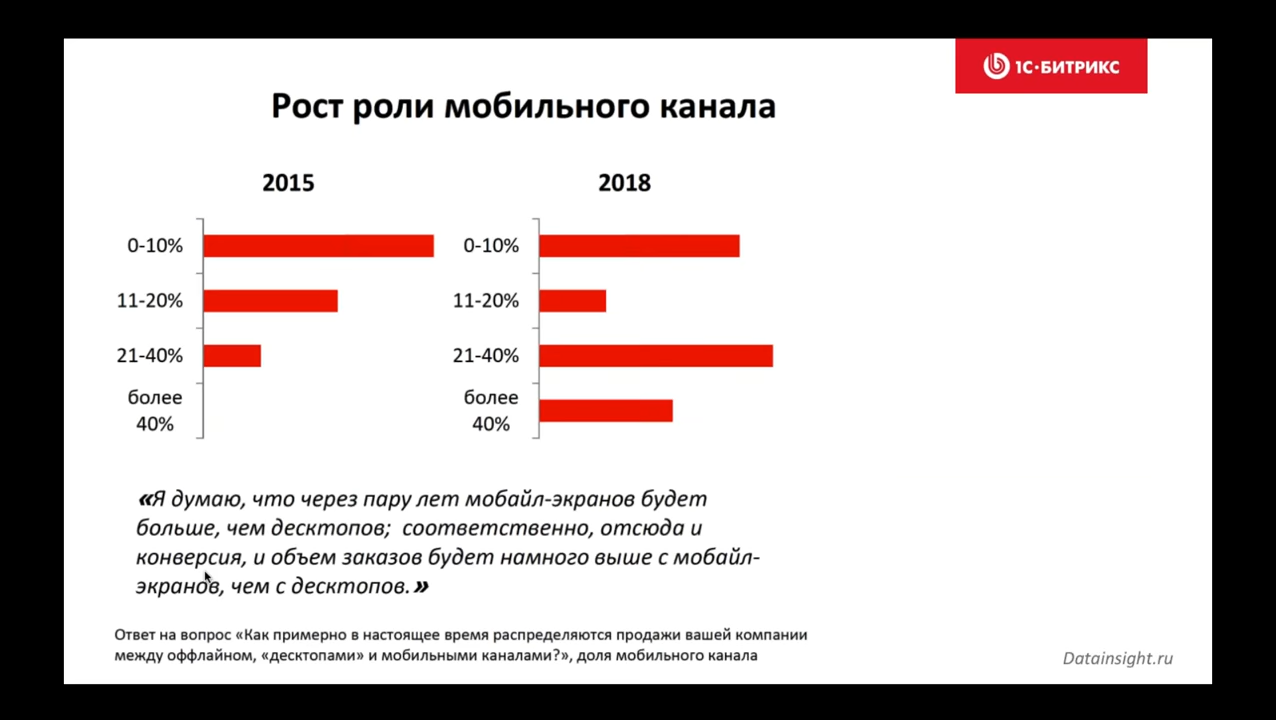 1С·БИТРИКС
Рост роли мобильного канала
2015
2018
0-10%
11-20%
21-40%
более
40%
0-10%
11-20%
21-40%
более
40%
«Я думаю, что через пару лет мобайл-экранов будет
больше, чем десктопов;  соответственно, отсюда и
конверсия, и объем заказов будет намного выше с мобайл-
экранов, чем с десктопов.»
Ответ на вопрос «Как примерно в настоящее время распределяются продажи вашей компании
между оффлайном, «десктопами» и мобильными каналами?», доля мобильного канала
Datainsight.ru